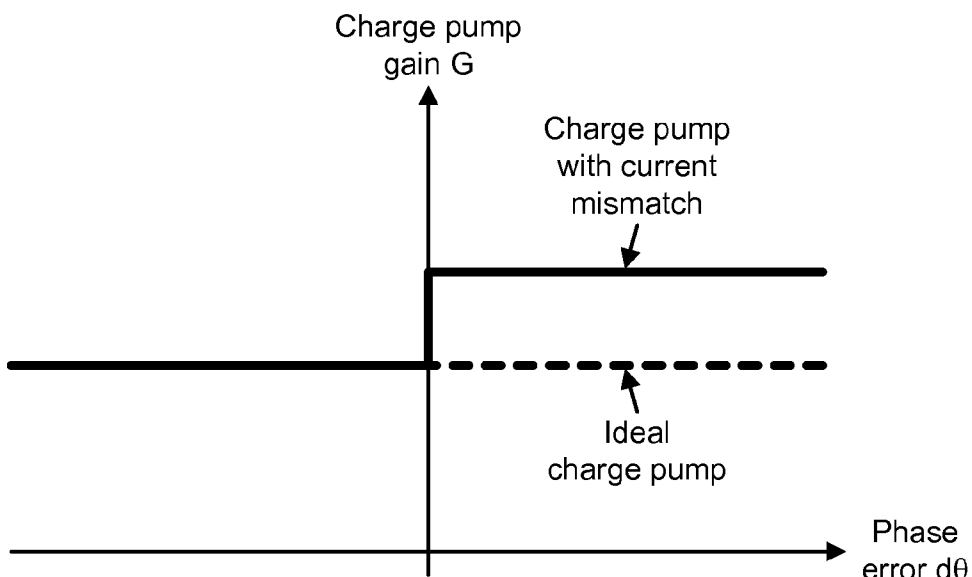 Charge pump
gain G
Charge pump
with current
mismatch
Ideal
charge pump
Phase
error dθ